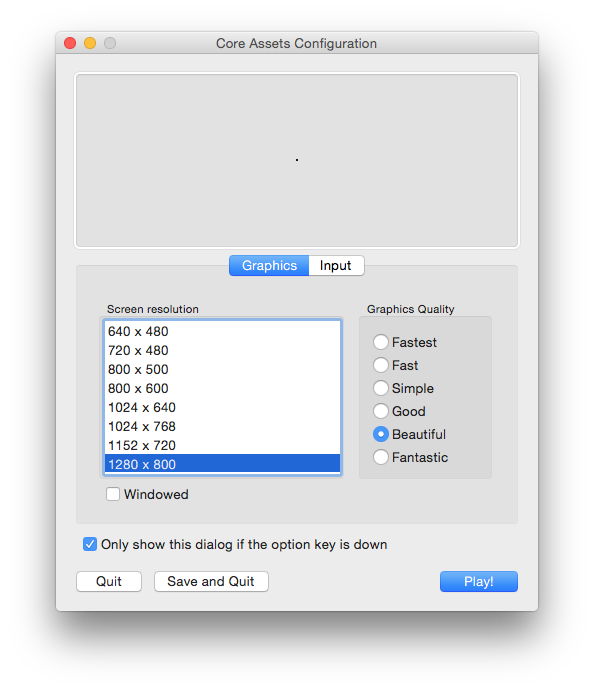 Core Assets Configuration
Graphics
Input
Screen resolution
640 x 480
720 x 480
800 x 500
800 x 600
1024 x 640
1024 x 768
1152 x 720
1280 x 800
Windowed
Graphics Quality
Fastest
Fast
Simple
Good
Beautiful
Fantastic
Only show this dialog if the option key is down
Quit
Save and Quit
Play!